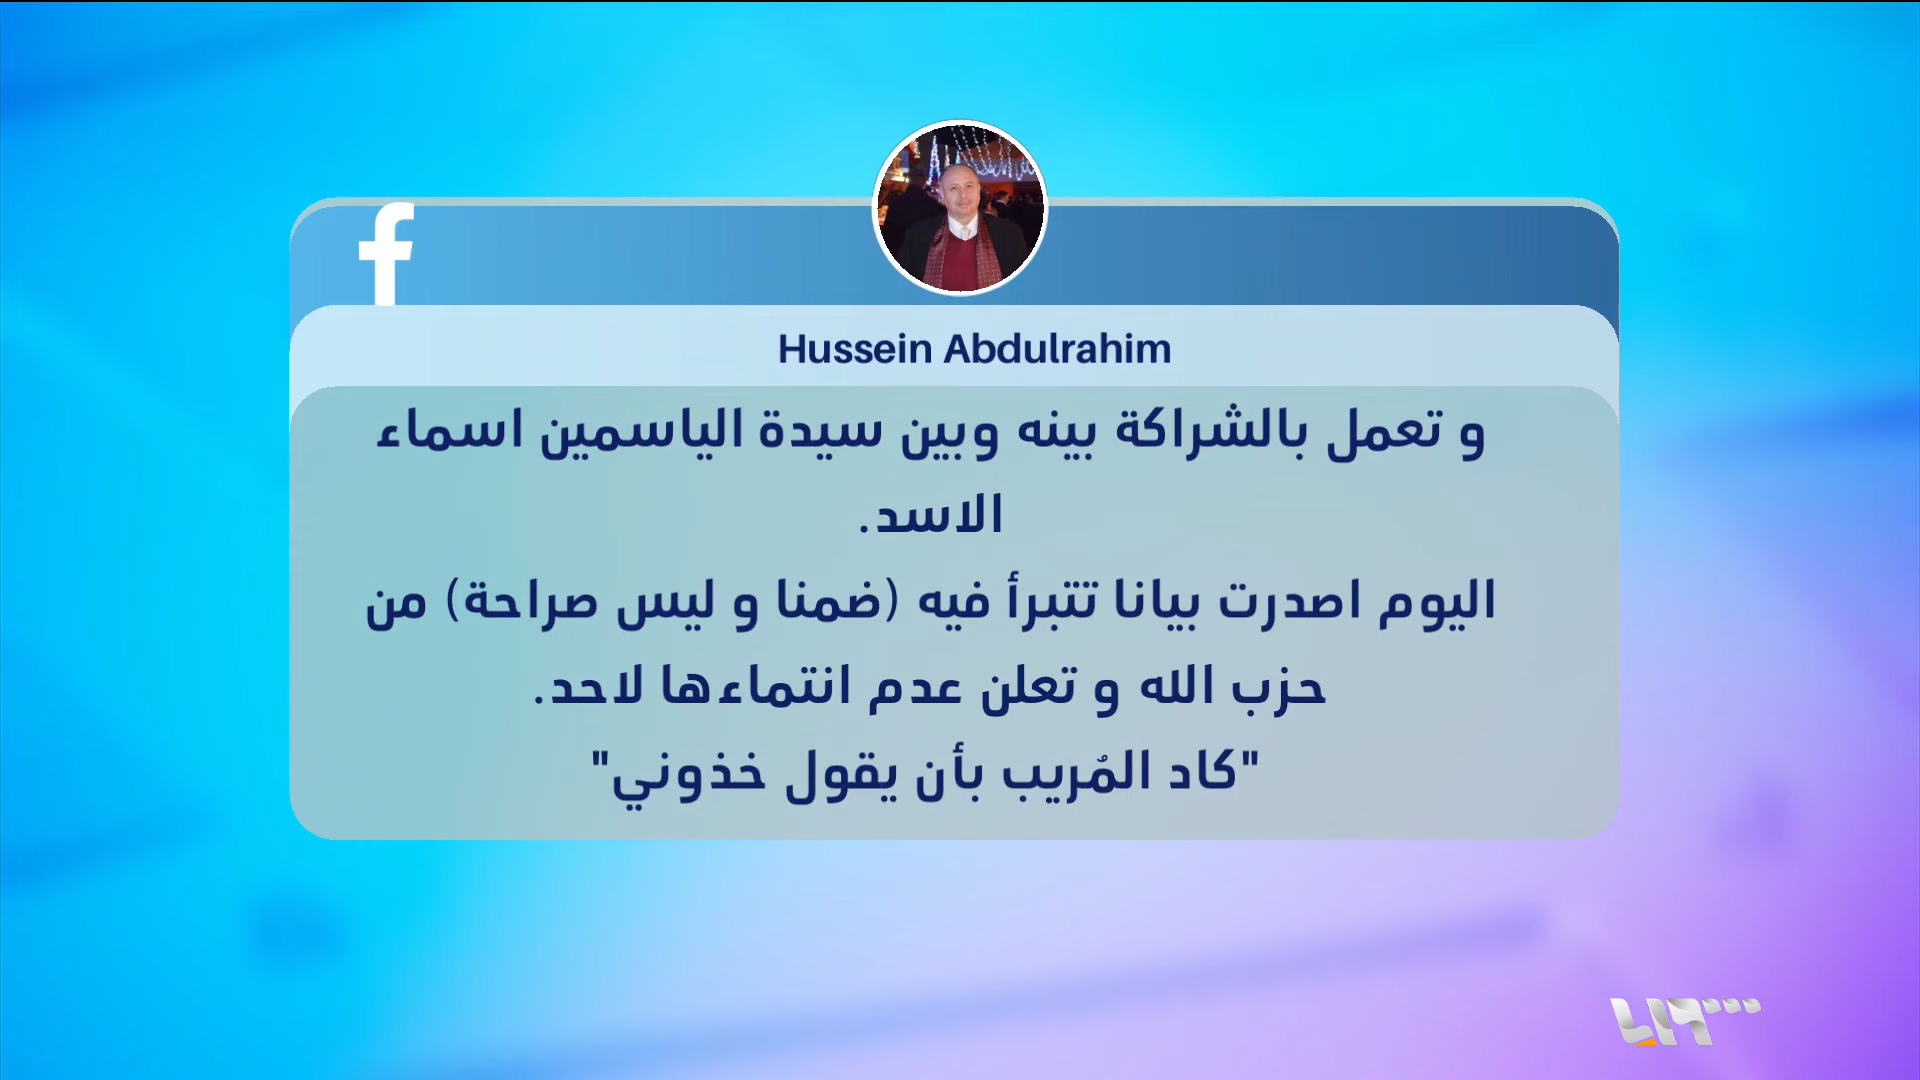 Hussein Abdulrahim
و تعمل بالشراكة بينه وبين سيدة الياسمين اسماء
الاسد.
اليوم اصدرت بيانا تتبرأ فيه (ضمنا و ليس صراحة) من
حزب الله و تعلن عدم انتماءها لاحد.
"كاد المُريب بأن يقول خذوني"